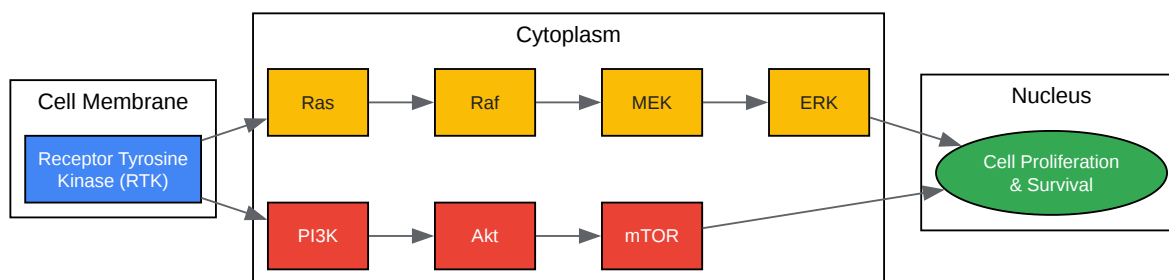 Cytoplasm
Cell Membrane
Receptor Tyrosine
Kinase (RTK)
Ras
Raf
MEK
ERK
PI3K
Akt
mTOR
Nucleus
Cell Proliferation
& Survival